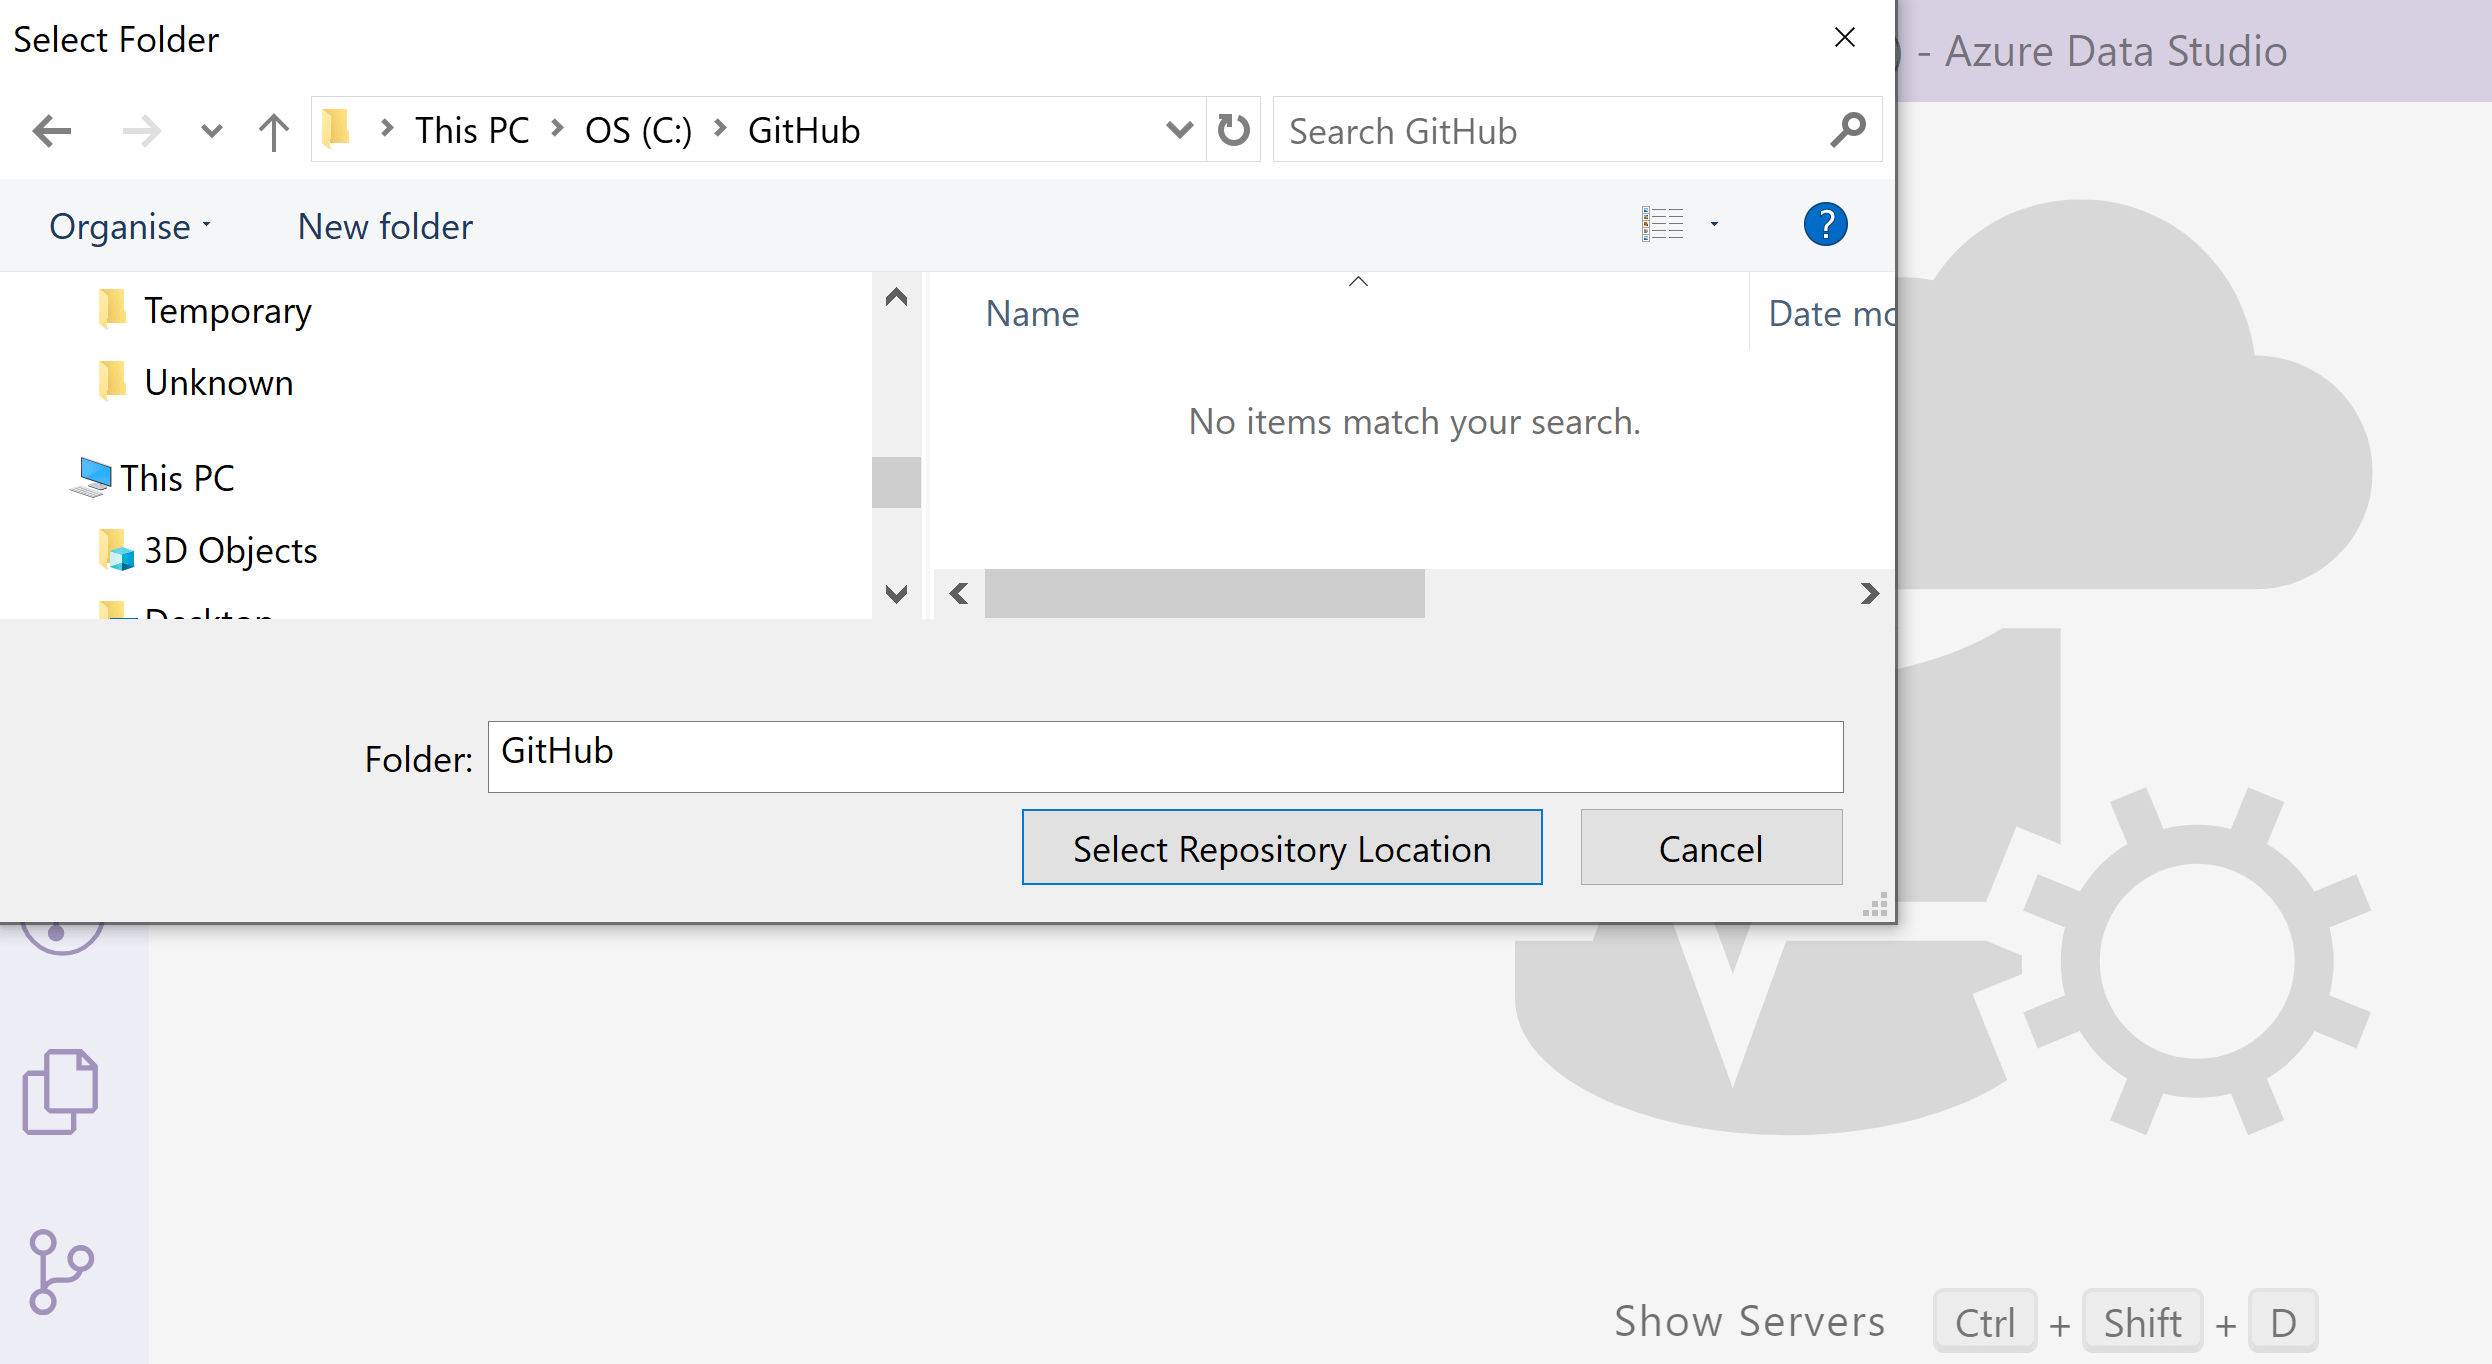 Select Folder
) - Azure Data Studio
This PC
OS (C:)
GitHub
Search GitHub
Organise
New folder
?
Temporary
Unknown
This PC
3D Objects
Desktop
Name
Date mo
No items match your search.
Folder:
GitHub
Select Repository Location
Cancel
Show Servers
Ctrl + Shift + D